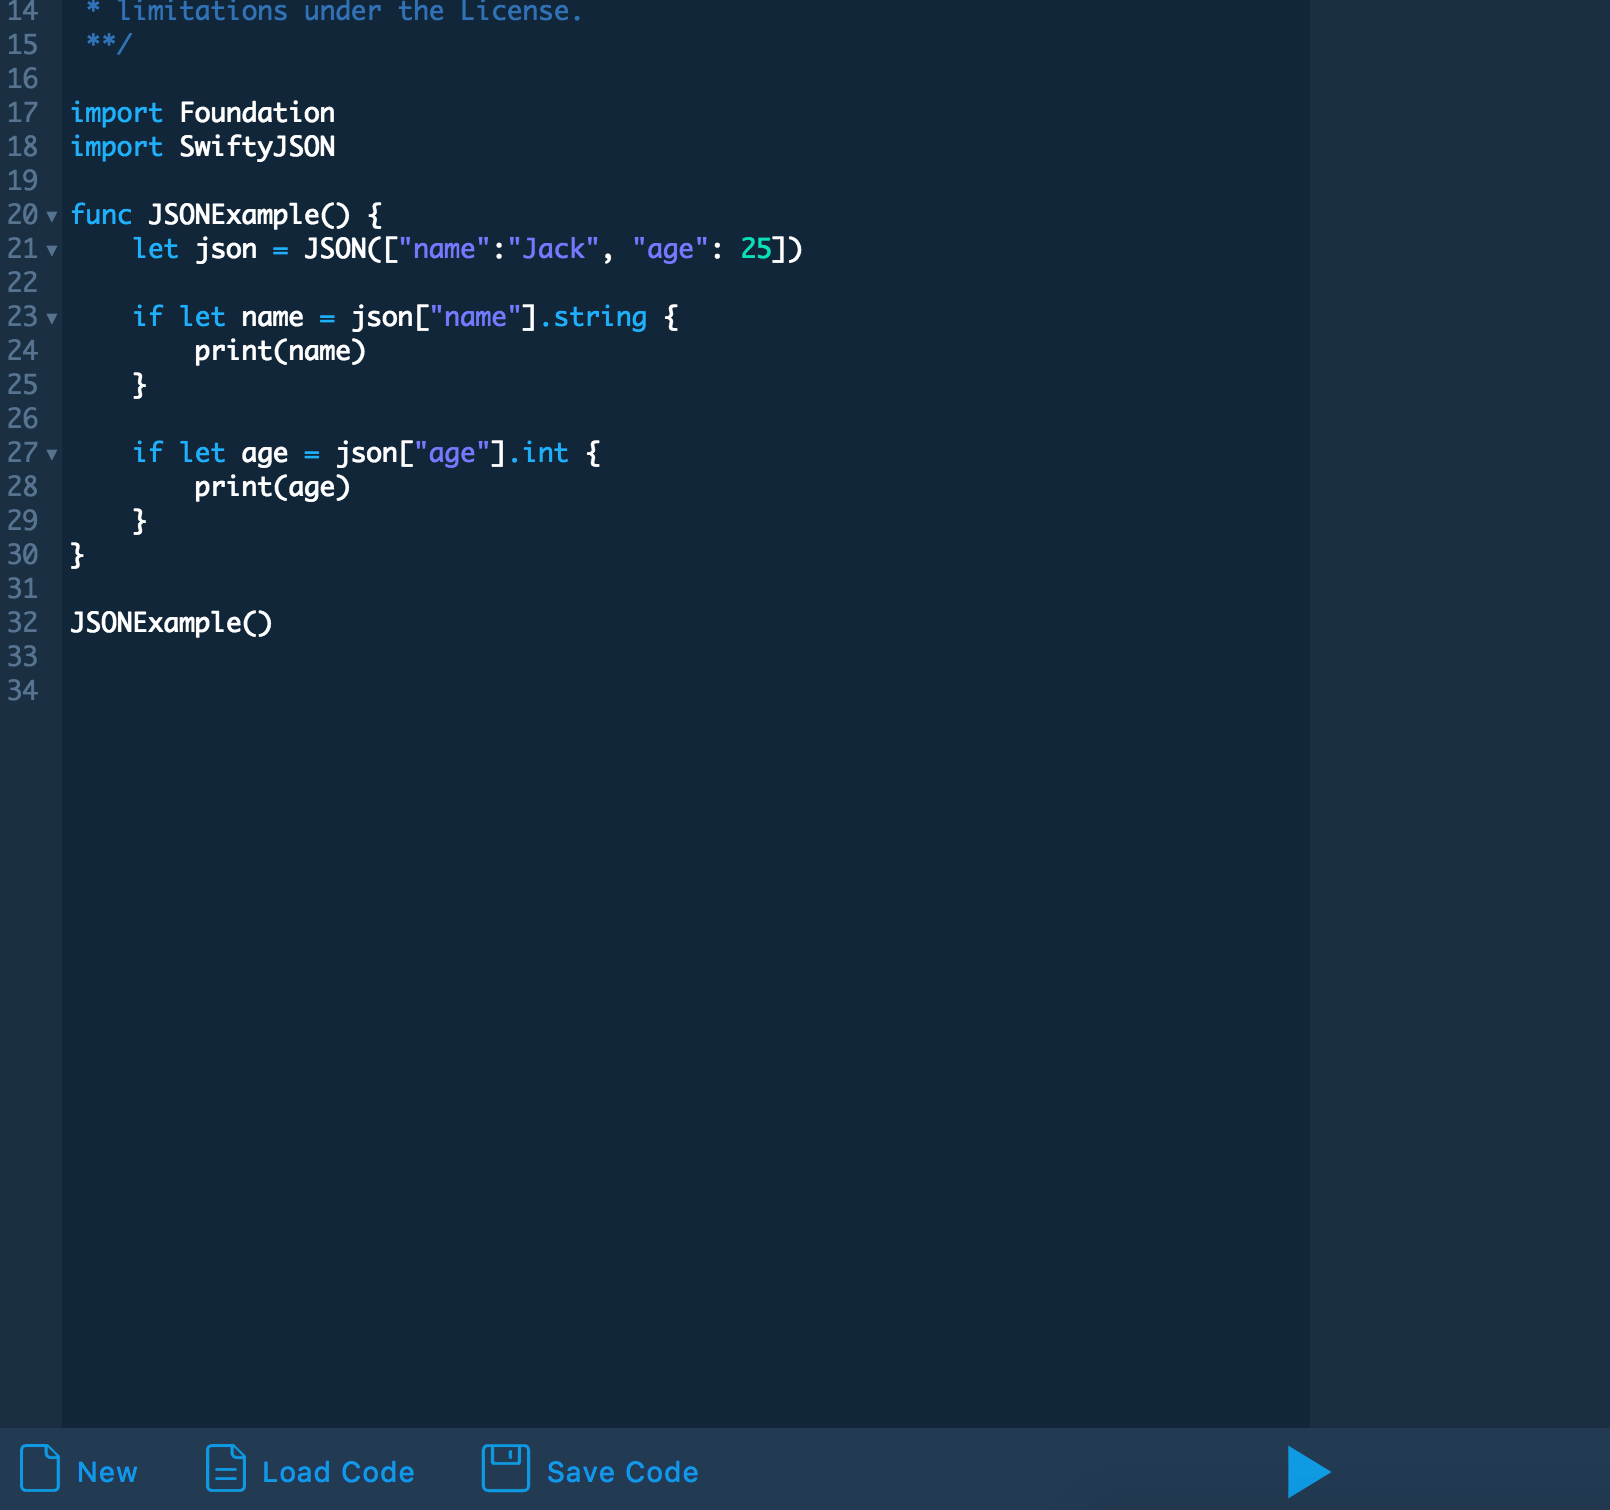 14 * limitations under the License.
15 **/
16
17 import Foundation
18 import SwiftyJSON
19
20 func JSONExample() {
21     let json = JSON(["name":"Jack", "age": 25])
22
23     if let name = json["name"].string {
24         print(name)
25     }
26
27     if let age = json["age"].int {
28         print(age)
29     }
30 }
31
32 JSONExample()
33
34
New Load Code Save Code